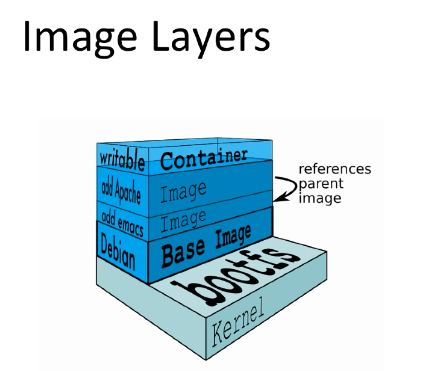 Image Layers
writable Container
add Apache Image
references
parent
image
add emacs Image
Debian Base Image
bootfs
Kernel